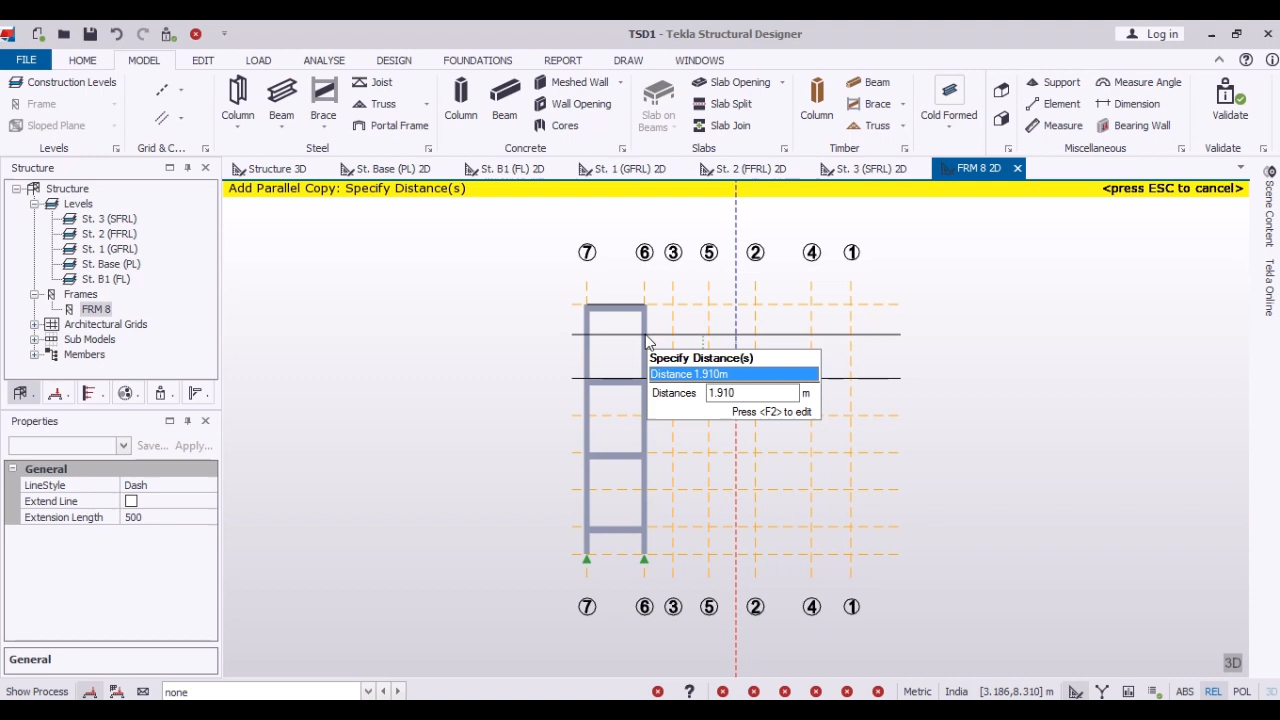 TSD1 - Tekla Structural Designer
Log in
FILE HOME MODEL EDIT LOAD ANALYSE DESIGN FOUNDATIONS REPORT DRAW WINDOWS
Construction Levels
Frame
Sloped Plane
Levels
Grid & C...
Column
Beam
Brace
Joist
Truss
Portal Frame
Steel
Column
Beam
Meshed Wall
Wall Opening
Cores
Concrete
Slab on
Beams
Slab Opening
Slab Split
Slab Join
Slabs
Column
Beam
Brace
Truss
Timber
Cold Formed
Support
Element
Measure
Measure Angle
Dimension
Bearing Wall
Miscellaneous
Validate
Validate
Structure
Structure 3D
St. Base (PL) 2D
St. B1 (FL) 2D
St. 1 (GFRL) 2D
St. 2 (FFRL) 2D
St. 3 (SFRL) 2D
FRM 8 2D
Add Parallel Copy: Specify Distance(s)
<press ESC to cancel>
Structure
Levels
St. 3 (SFRL)
St. 2 (FFRL)
St. 1 (GFRL)
St. Base (PL)
St. B1 (FL)
Frames
FRM 8
Architectural Grids
Sub Models
Members
Properties
Save... Apply...
General
LineStyle Dash
Extend Line
Extension Length 500
General
7 6 3 5 2 4 1
Specify Distance(s)
Distance 1.910m
Distances 1.910 m
Press <F2> to edit
7 6 3 5 2 4 1
Scene Content
Tekla Online
3D
Show Process
none
Metric India [3.186,8.310] m
ABS REL POL 3D